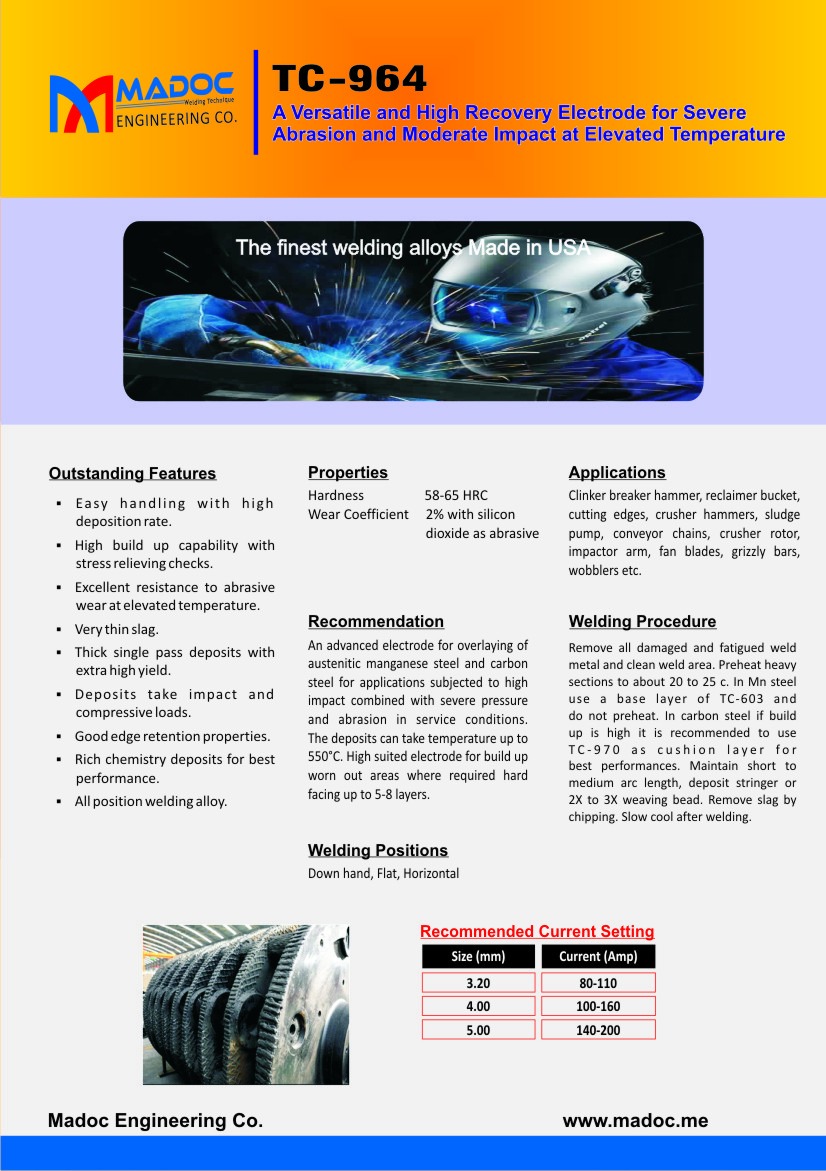 MADOC
Welding Technique
ENGINEERING CO.
TC-964
A Versatile and High Recovery Electrode for Severe
Abrasion and Moderate Impact at Elevated Temperature
The finest welding alloys Made in USA
optrel
Outstanding Features
▪ Easy handling with high
deposition rate.
▪ High build up capability with
stress relieving checks.
▪ Excellent resistance to abrasive
wear at elevated temperature.
▪ Very thin slag.
▪ Thick single pass deposits with
extra high yield.
▪ Deposits take impact and
compressive loads.
▪ Good edge retention properties.
▪ Rich chemistry deposits for best
performance.
▪ All position welding alloy.
Properties
Hardness 58-65 HRC
Wear Coefficient 2% with silicon
dioxide as abrasive
Recommendation
An advanced electrode for overlaying of
austenitic manganese steel and carbon
steel for applications subjected to high
impact combined with severe pressure
and abrasion in service conditions.
The deposits can take temperature up to
550°C. High suited electrode for build up
worn out areas where required hard
facing up to 5-8 layers.
Welding Positions
Down hand, Flat, Horizontal
Applications
Clinker breaker hammer, reclaimer bucket,
cutting edges, crusher hammers, sludge
pump, conveyor chains, crusher rotor,
impactor arm, fan blades, grizzly bars,
wobblers etc.
Welding Procedure
Remove all damaged and fatigued weld
metal and clean weld area. Preheat heavy
sections to about 20 to 25 c. In Mn steel
use a base layer of TC-603 and
do not preheat. In carbon steel if build
up is high it is recommended to use
TC-970 as cushion layer for
best performances. Maintain short to
medium arc length, deposit stringer or
2X to 3X weaving bead. Remove slag by
chipping. Slow cool after welding.
Recommended Current Setting
Size (mm) Current (Amp)
3.20 80-110
4.00 100-160
5.00 140-200
Madoc Engineering Co. www.madoc.me